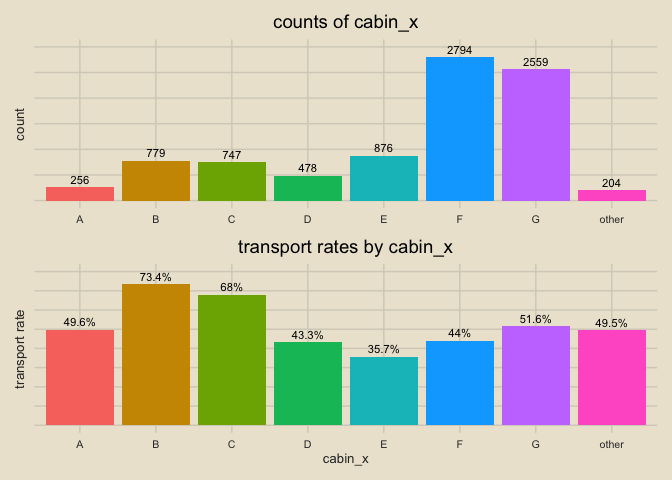 counts of cabin_x
count
256 779 747 478 876 2794 2559 204
A B C D E F G other
transport rates by cabin_x
transport rate
49.6% 73.4% 68% 43.3% 35.7% 44% 51.6% 49.5%
A B C D E F G other
cabin_x